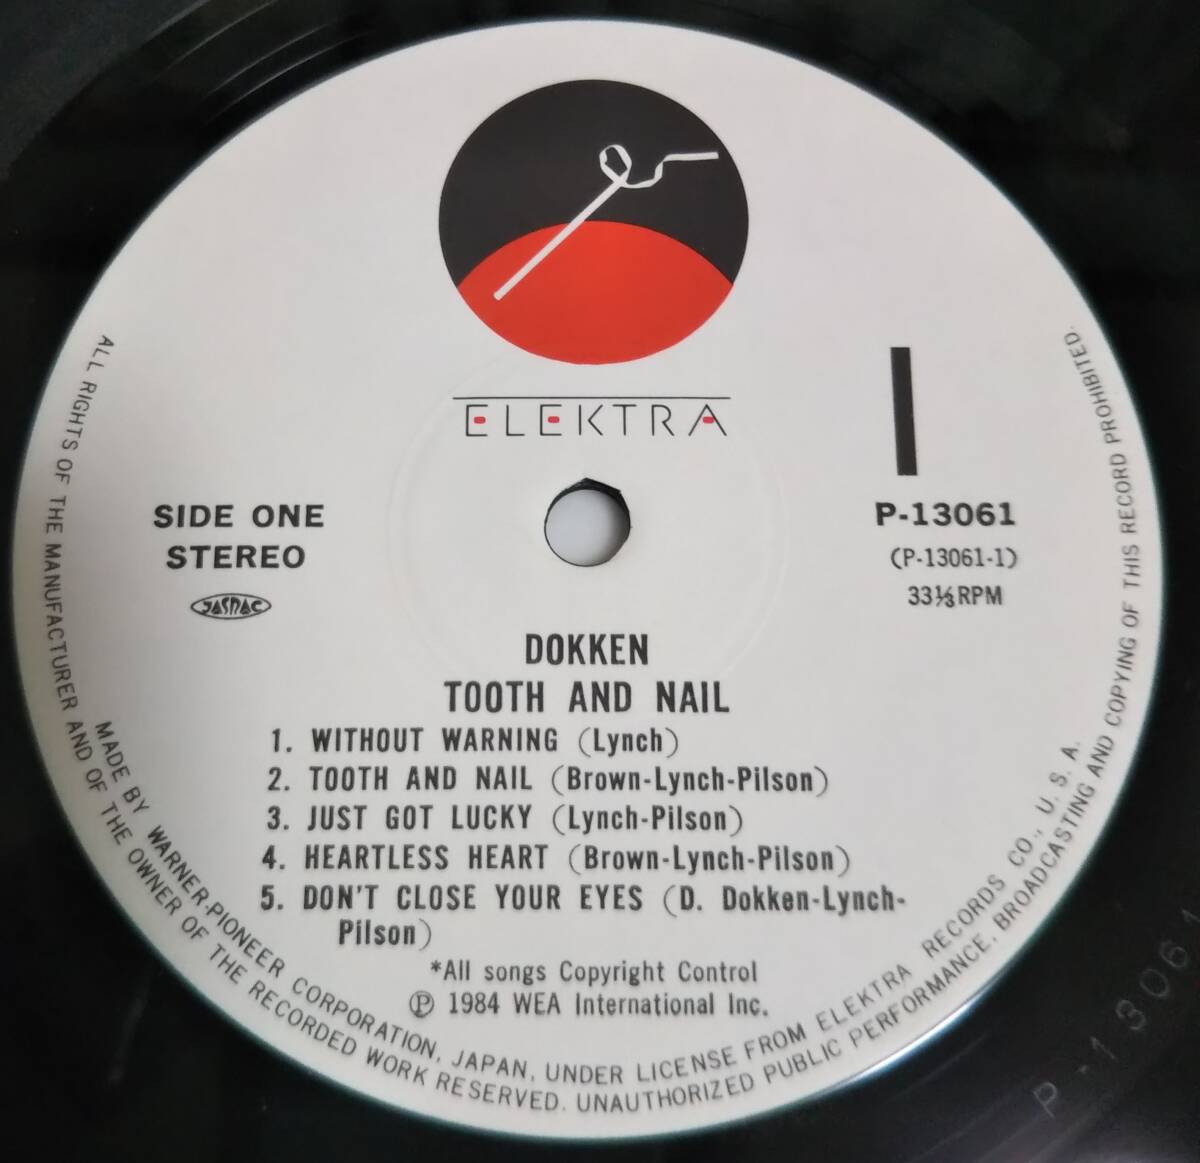 ELEKTRA
I
SIDE ONE
STEREO
JASRAC
P-13061
(P-13061-1)
33⅓RPM
DOKKEN
TOOTH AND NAIL
1. WITHOUT WARNING (Lynch)
2. TOOTH AND NAIL (Brown-Lynch-Pilson)
3. JUST GOT LUCKY (Lynch-Pilson)
4. HEARTLESS HEART (Brown-Lynch-Pilson)
5. DON'T CLOSE YOUR EYES (D. Dokken-Lynch-
Pilson)
*All songs Copyright Control
Ⓟ 1984 WEA International Inc.
MADE BY WARNER-PIONEER CORPORATION, JAPAN, UNDER LICENSE FROM ELEKTRA RECORDS CO., U. S. A.
ALL RIGHTS OF THE MANUFACTURER AND OF THE OWNER OF THE RECORDED WORK RESERVED. UNAUTHORIZED PUBLIC PERFORMANCE, BROADCASTING AND COPYING OF THIS RECORD PROHIBITED.
P-13061